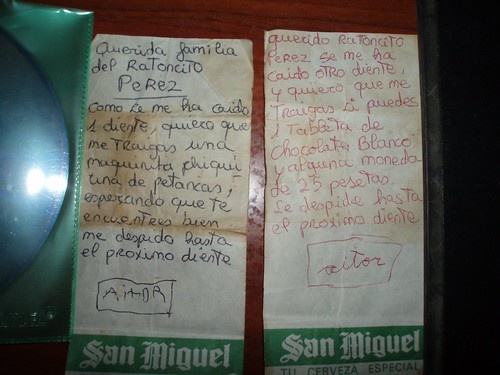 Querida familia
del RaToncito
PeRez
como se me ha caido
1 diente, quiero que
me TRaigas una
maquinita
una de petancas,
esperando que te
encuentres bien
me despido hasta
el proximo diente
AiTOR
San Miguel
querido RaToncito
PeRez se me ha
caido otro diente,
y quiero que me
TRaigas si puedes
1 Tableta de
Chocolate Blanco
y alguna moneda
de 25 pesetas.
Se despide hasta
el proximo diente
aitor
San Miguel
TU CERVEZA ESPECIAL